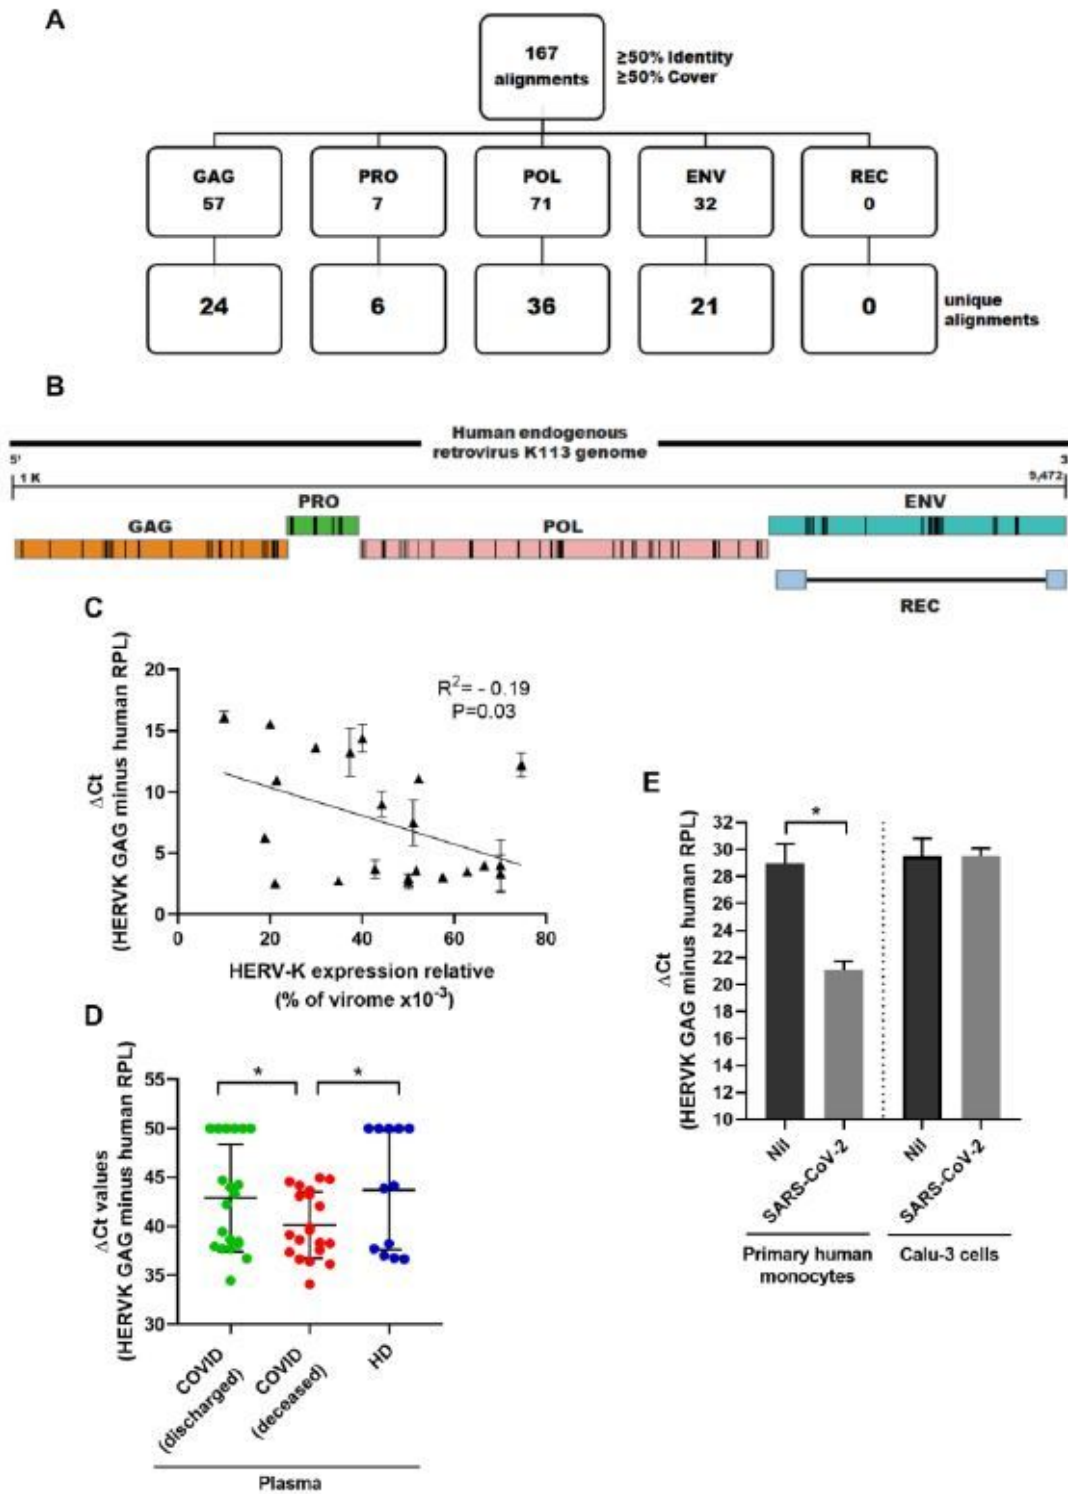 A
167
alignments
≥50% Identity
≥50% Cover
GAG
57
PRO
7
POL
71
ENV
32
REC
0
24
6
36
21
0
unique
alignments
B
Human endogenous
retrovirus K113 genome
5'
3
1 K
9,472
PRO
ENV
GAG
POL
REC
C
ΔCt
(HERVK GAG minus human RPL)
20
15
10
5
0
R²= - 0.19
P=0.03
0
20
40
60
80
HERV-K expression relative
(% of virome x10⁻³)
D
ΔCt values
(HERVK GAG minus human RPL)
55
50
45
40
35
30
*
*
COVID
(discharged)
COVID
(deceased)
HD
Plasma
E
ΔCt
(HERVK GAG minus human RPL)
32
30
28
26
24
22
20
18
16
14
12
10
*
Nil
SARS-CoV-2
Nil
SARS-CoV-2
Primary human
monocytes
Calu-3 cells